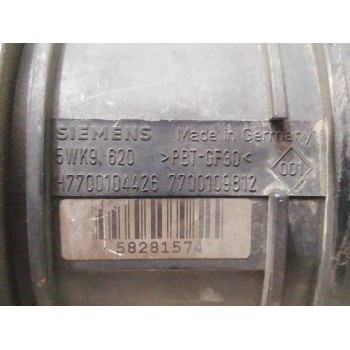 SIEMENS Made in Germany
5WK9 620 >PBT-GF30< 001
H7700104426 7700109812
58281574